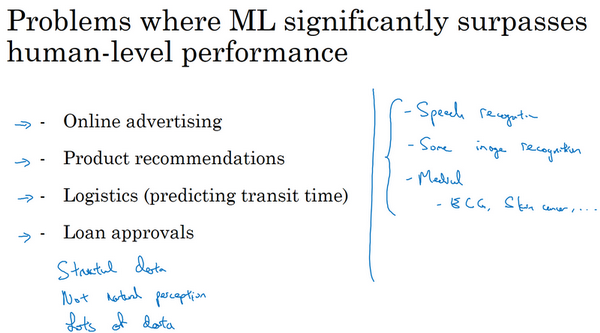 Problems where ML significantly surpasses
human-level performance
→ - Online advertising
→ - Product recommendations
→ - Logistics (predicting transit time)
→ - Loan approvals
Structural data
Not natural perception
Lots of data
- Speech recognition
- Some image recognition
- Medical
- ECG, Skin cancer, ...